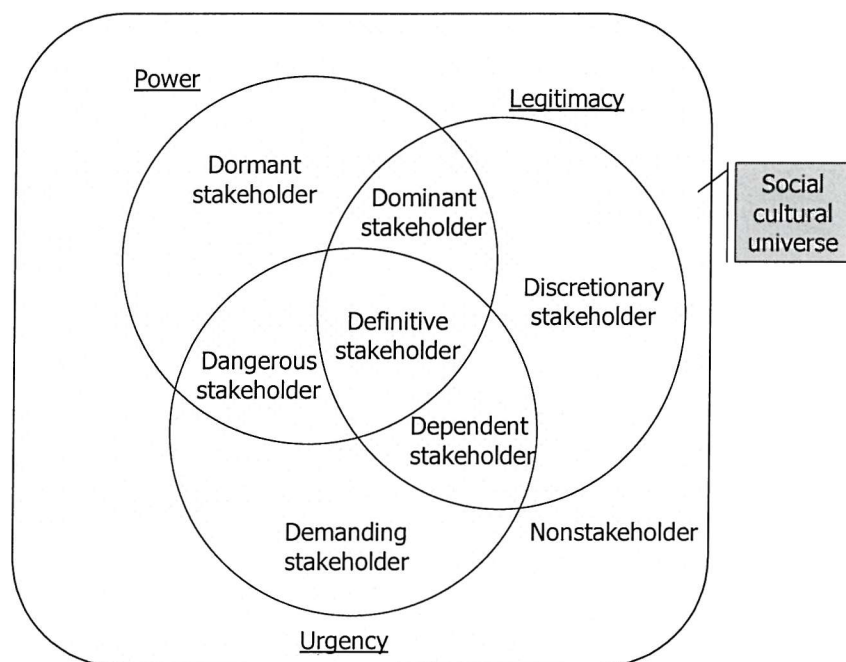 Power
Legitimacy
Dormant
stakeholder
Dominant
stakeholder
Social
cultural
universe
Discretionary
stakeholder
Definitive
stakeholder
Dangerous
stakeholder
Dependent
stakeholder
Demanding
stakeholder
Nonstakeholder
Urgency